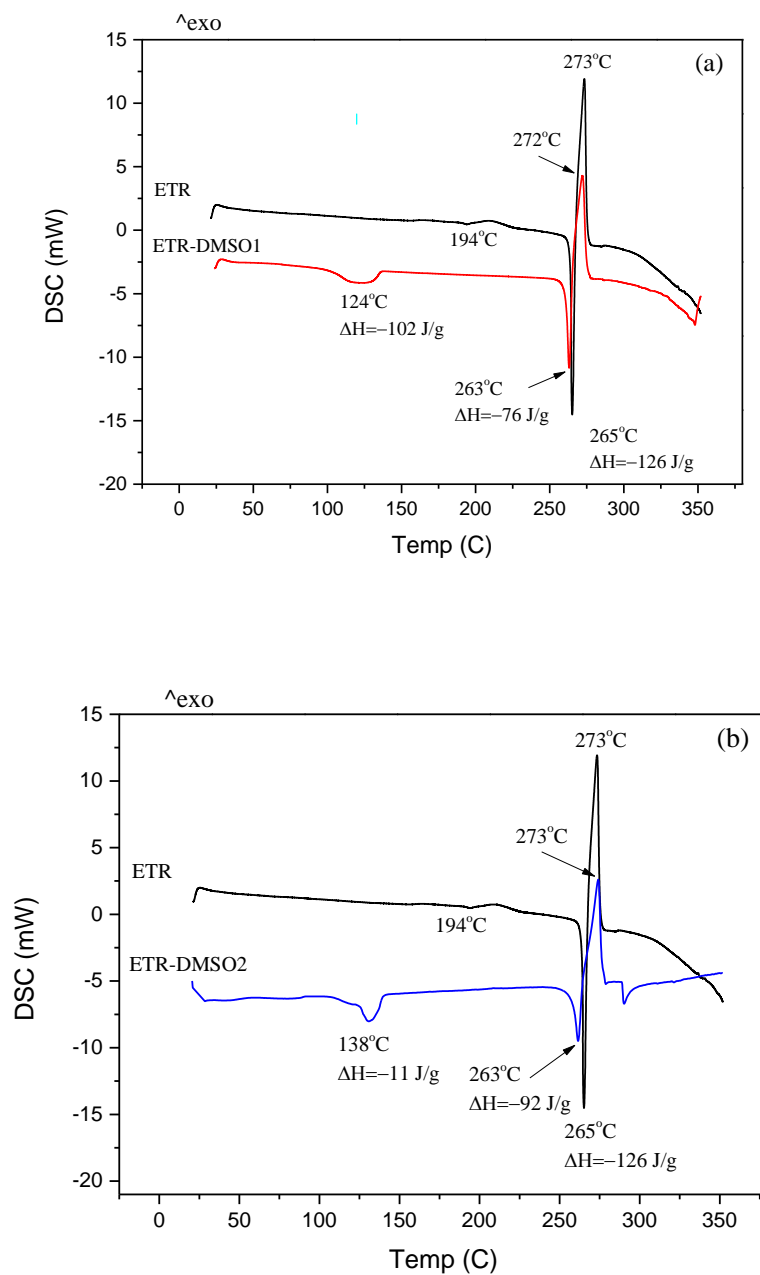 ^exo
(a)
273°C
272°C
ETR
194°C
ETR-DMSO1
124°C
ΔH=−102 J/g
263°C
ΔH=−76 J/g
265°C
ΔH=−126 J/g
15
10
5
0
-5
-10
-15
-20
DSC (mW)
0 50 100 150 200 250 300 350
Temp (C)
^exo
(b)
273°C
273°C
ETR
194°C
ETR-DMSO2
138°C
ΔH=−11 J/g
263°C
ΔH=−92 J/g
265°C
ΔH=−126 J/g
15
10
5
0
-5
-10
-15
-20
DSC (mW)
0 50 100 150 200 250 300 350
Temp (C)